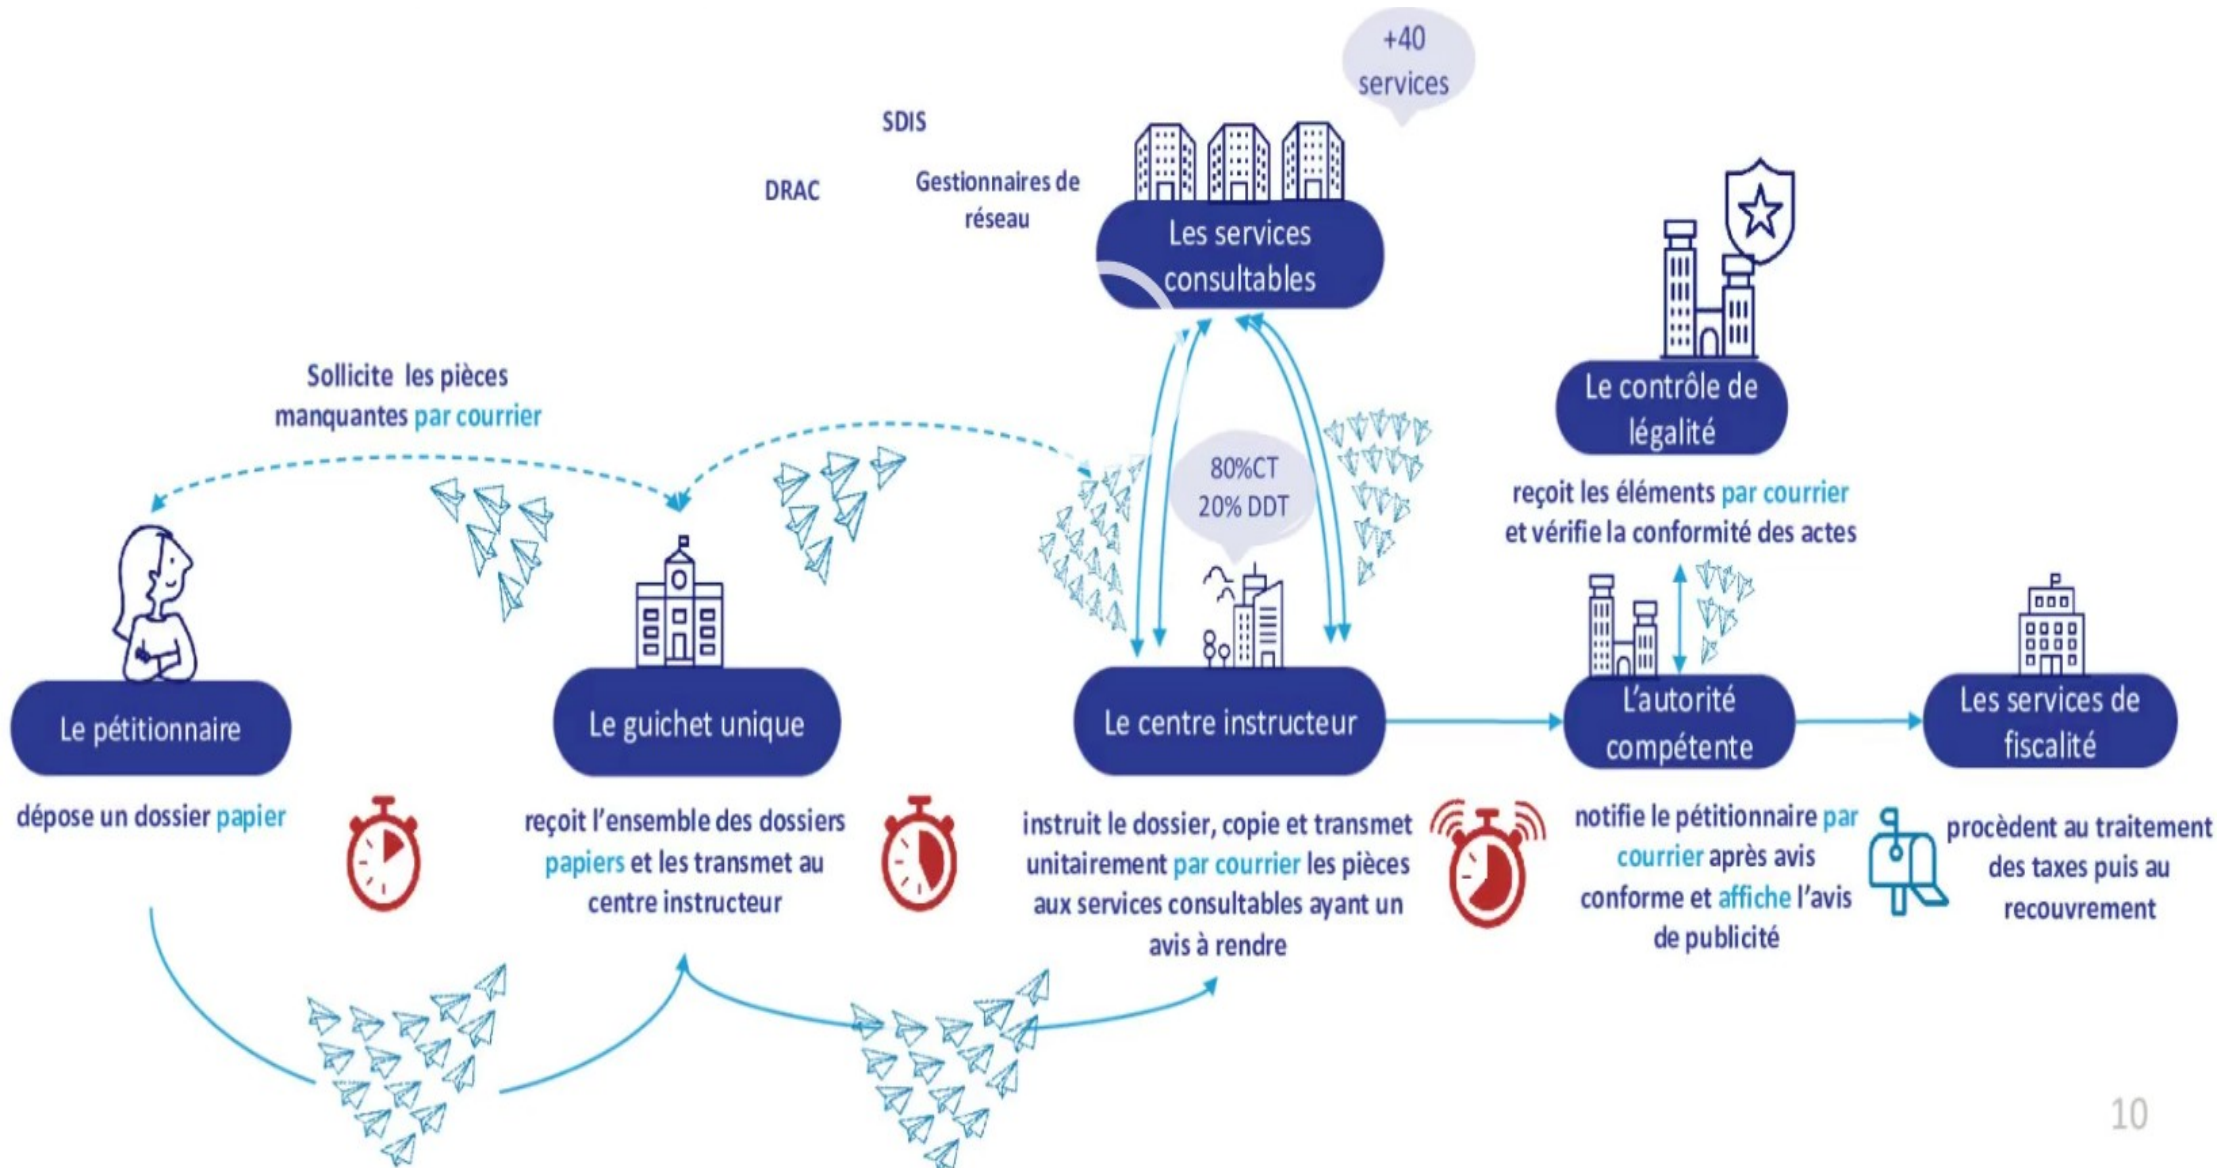 +40
services
SDIS
DRAC
Gestionnaires de
réseau
Les services
consultables
Sollicite les pièces
manquantes par courrier
80%CT
20% DDT
Le contrôle de
légalité
reçoit les éléments par courrier
et vérifie la conformité des actes
Le pétitionnaire
dépose un dossier papier
Le guichet unique
reçoit l'ensemble des dossiers
papiers et les transmet au
centre instructeur
Le centre instructeur
instruit le dossier, copie et transmet
unitairement par courrier les pièces
aux services consultables ayant un
avis à rendre
L'autorité
compétente
notifie le pétitionnaire par
courrier après avis
conforme et affiche l'avis
de publicité
Les services de
fiscalité
procèdent au traitement
des taxes puis au
recouvrement
10